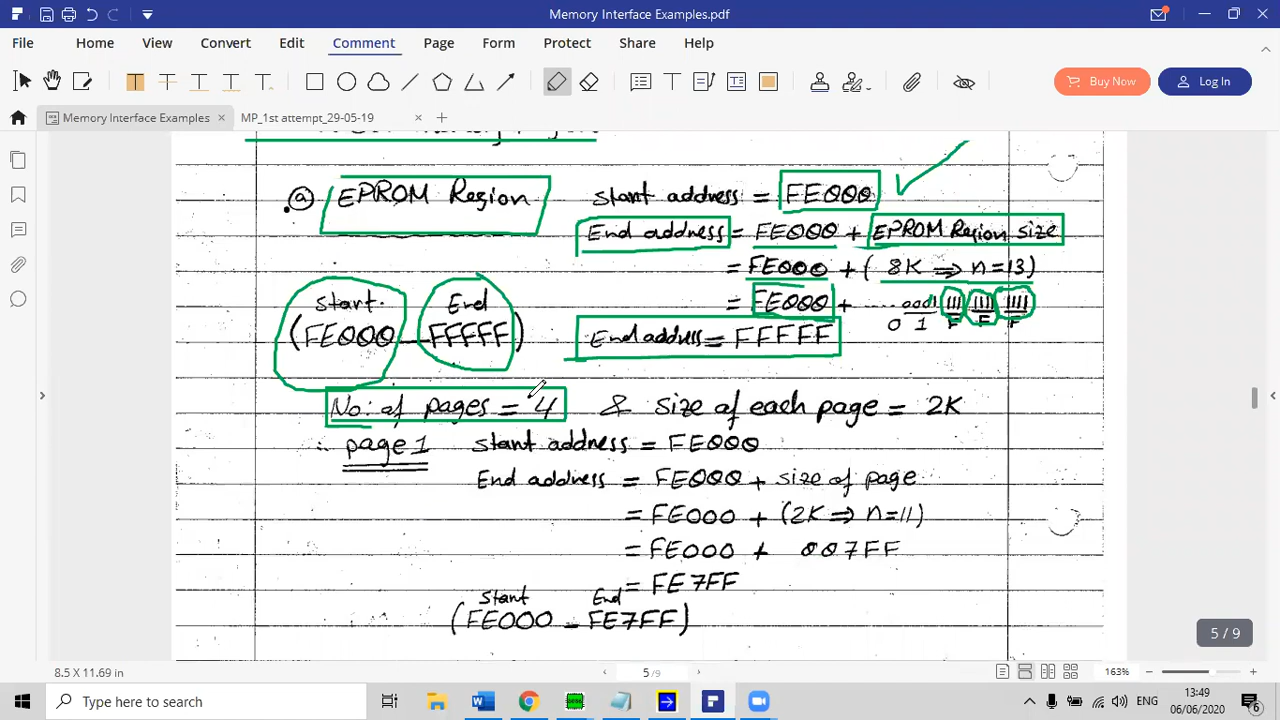 Memory Interface Examples.pdf
File Home View Convert Edit Comment Page Form Protect Share Help
Buy Now Log In
Memory Interface Examples × MP_1st attempt_29-05-19 × +
ⓐ EPROM Region start address = FE000
End address = FE000 + EPROM Region size
= FE000 + ( 8K ⇒ n=13)
Start End = FE000 + ..... 0001 1111 1111 1111
0 1 F F F
(FE000 – FFFFF) End address = FFFFF
No: of pages = 4 & size of each page = 2K
∴ page 1 start address = FE000
End address = FE000 + size of page
= FE000 + (2K ⇒ n=11)
= FE000 + 007FF
= FE7FF
Start End
(FE000 – FE7FF)
5 / 9
8.5 x 11.69 in 5 /9 163%
Type here to search ENG 13:49
06/06/2020 6